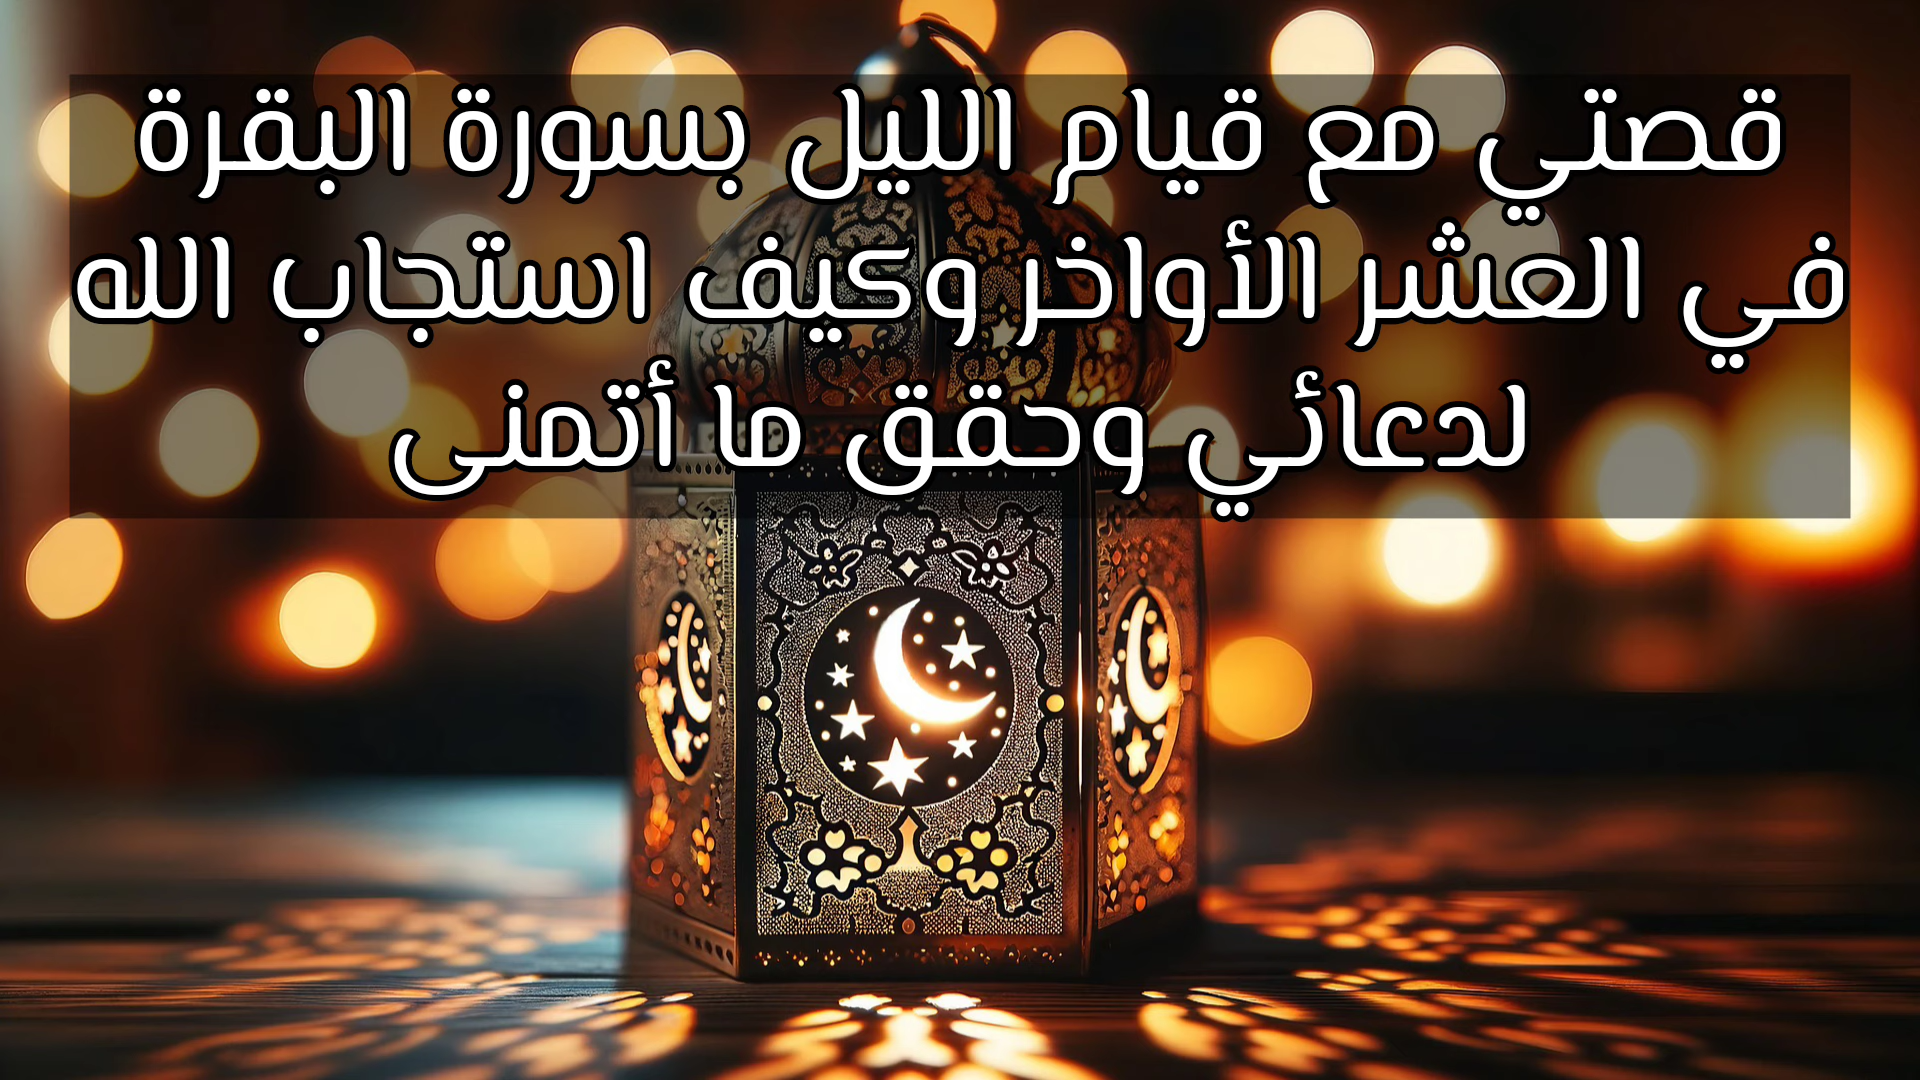 قصتي مع قيام الليل بسورة البقرة
في العشر الأواخر وكيف استجاب الله
لدعائي وحقق ما أتمنى